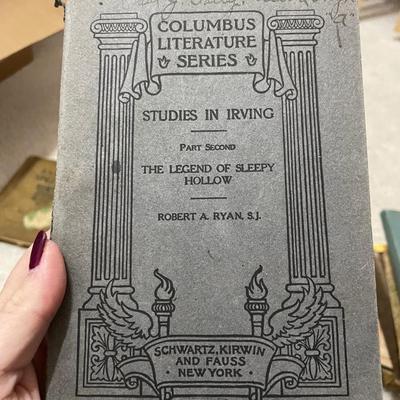 COLUMBUS
LITERATURE
SERIES
STUDIES IN IRVING
PART SECOND
THE LEGEND OF SLEEPY
HOLLOW
ROBERT A. RYAN, S.J.
SCHWARTZ, KIRWIN
AND FAUSS
NEW YORK